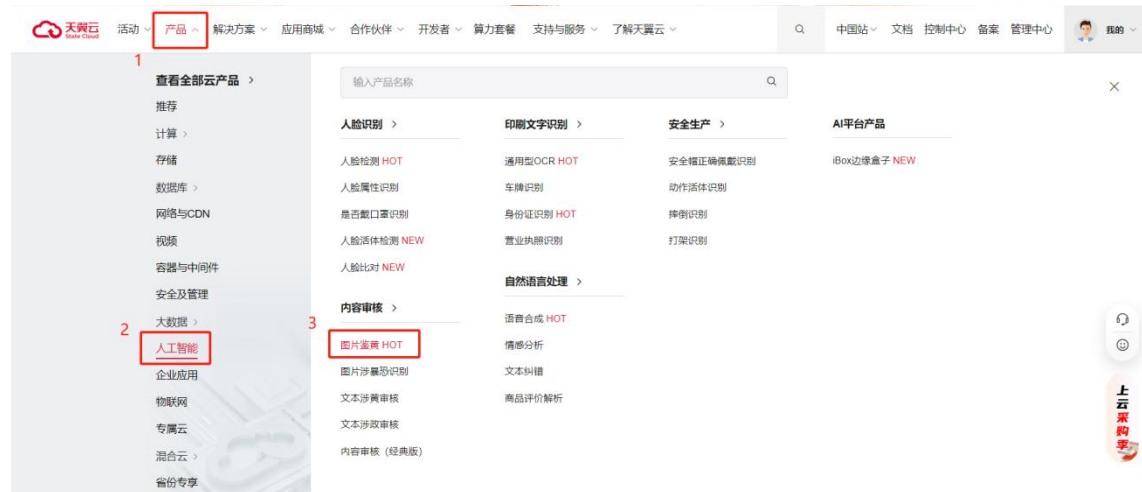 天翼云 活动 产品 解决方案 应用商城 合作伙伴 开发者 算力套餐 支持与服务 了解天翼云 中国站 文档 控制中心 备案 管理中心 我的
State Cloud
1
查看全部云产品 >
输入产品名称
推荐
计算 >
存储
数据库 >
网络与CDN
视频
容器与中间件
安全及管理
大数据 >
2
人工智能
企业应用
物联网
专属云
混合云 >
省份专享
人脸识别 >
人脸检测 HOT
人脸属性识别
是否戴口罩识别
人脸活体检测 NEW
人脸比对 NEW
内容审核 >
3
图片鉴黄 HOT
图片涉暴恐识别
文本涉黄审核
文本涉政审核
内容审核（经典版）
印刷文字识别 >
通用型OCR HOT
车牌识别
身份证识别 HOT
营业执照识别
自然语言处理 >
语音合成 HOT
情感分析
文本纠错
商品评价解析
安全生产 >
安全帽正确佩戴识别
动作活体识别
摔倒识别
打架识别
AI平台产品
iBox边缘盒子 NEW
上云采购季